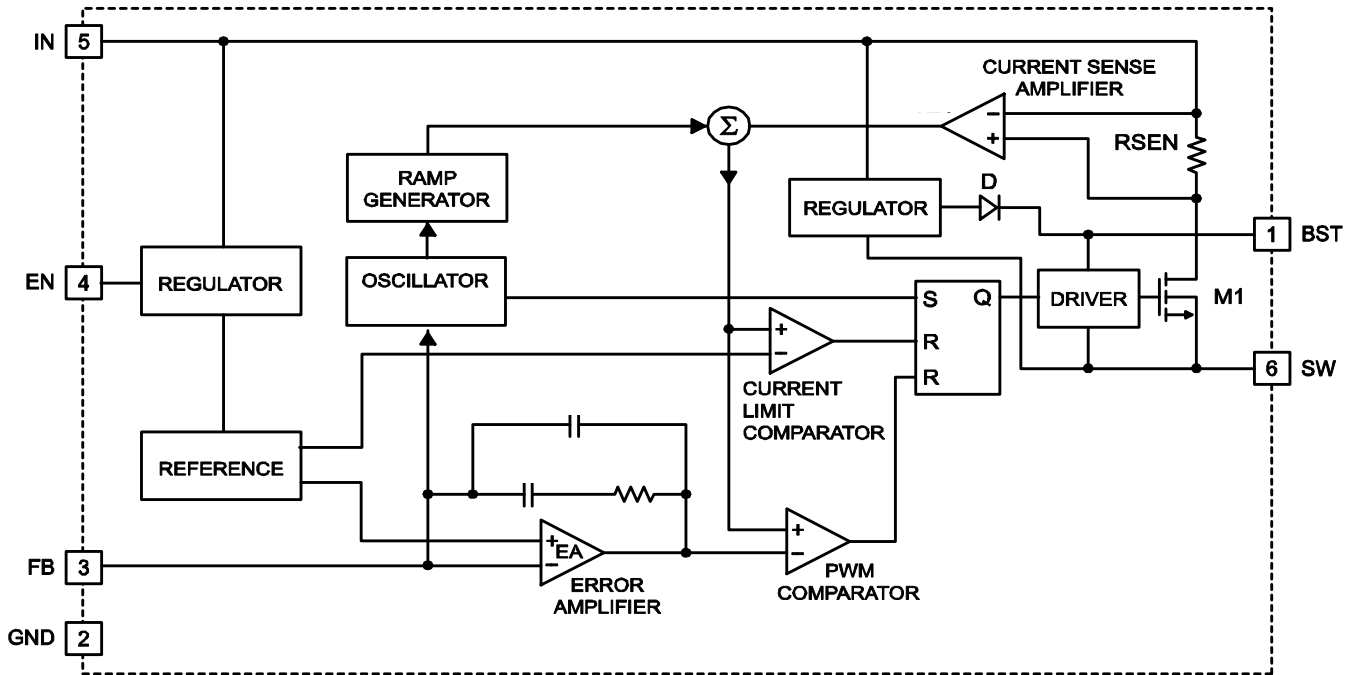 IN 5
CURRENT SENSE
AMPLIFIER
Σ
−
+
RSEN
RAMP
GENERATOR
D
REGULATOR
1 BST
EN 4
REGULATOR
OSCILLATOR
S Q
DRIVER
M1
+
−
R
R
6 SW
CURRENT
LIMIT
COMPARATOR
REFERENCE
+
EA
−
+
−
FB 3
ERROR
AMPLIFIER
PWM
COMPARATOR
GND 2